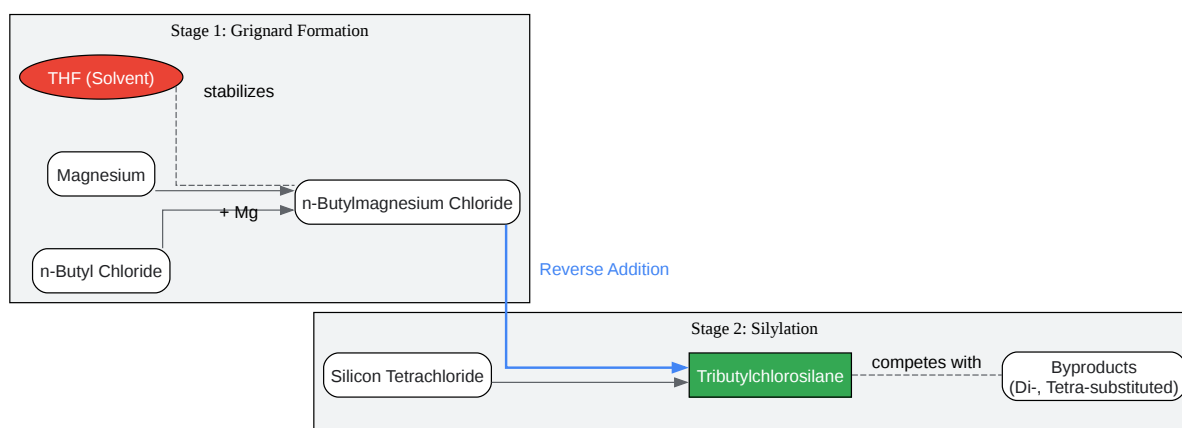 Stage 1: Grignard Formation
THF (Solvent)
stabilizes
Magnesium
+ Mg
n-Butylmagnesium Chloride
n-Butyl Chloride
Reverse Addition
Stage 2: Silylation
Silicon Tetrachloride
Tributylchlorosilane
competes with
Byproducts
(Di-, Tetra-substituted)